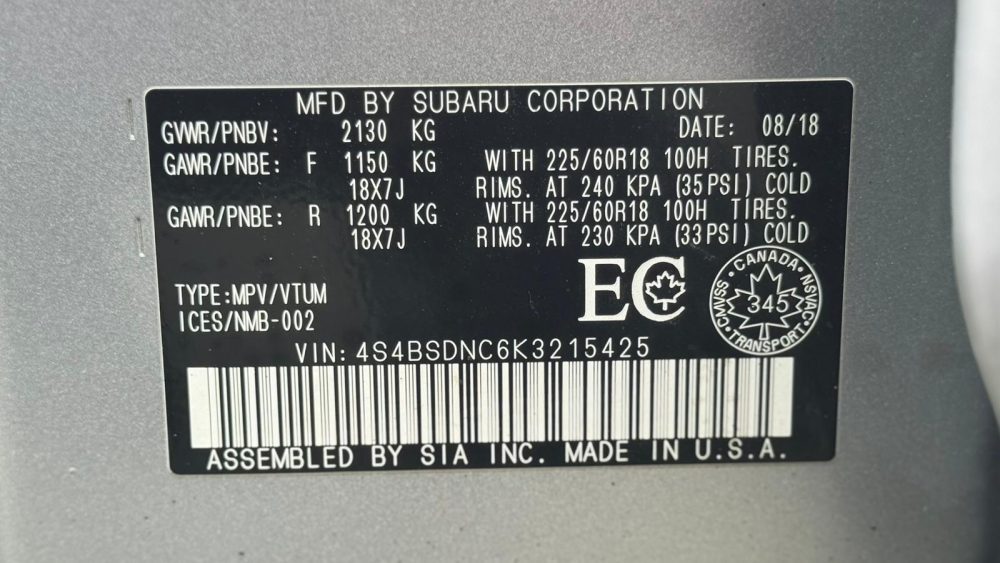 MFD BY SUBARU CORPORATION
GVWR/PNBV: 2130 KG DATE: 08/18
GAWR/PNBE: F 1150 KG WITH 225/60R18 100H TIRES.
18X7J RIMS. AT 240 KPA (35PSI) COLD
GAWR/PNBE: R 1200 KG WITH 225/60R18 100H TIRES.
18X7J RIMS. AT 230 KPA (33PSI) COLD
EC
CANADA
CMVSS 345 NSVAC
TRANSPORT
TYPE:MPV/VTUM
ICES/NMB-002
VIN: 4S4BSDNC6K3215425
ASSEMBLED BY SIA INC. MADE IN U.S.A.